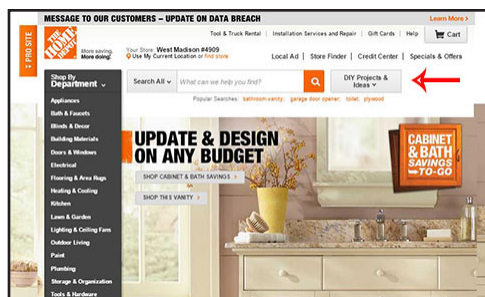 MESSAGE TO OUR CUSTOMERS – UPDATE ON DATA BREACH
Learn More >
Tool & Truck Rental | Installation Services and Repair | Gift Cards | Help
Cart
PRO SITE
THE HOME DEPOT
More saving.
More doing.
Your Store: West Madison #4909
Use My Current Location or find store
Local Ad | Store Finder | Credit Center | Specials & Offers
Shop By
Department
Search All
What can we help you find?
DIY Projects &
Ideas
Popular Searches: bathroom vanity, garage door opener, toilet, plywood
Appliances
Bath & Faucets
Blinds & Decor
Building Materials
Doors & Windows
Electrical
Flooring & Area Rugs
Heating & Cooling
Kitchen
Lawn & Garden
Lighting & Ceiling Fans
Outdoor Living
Paint
Plumbing
Storage & Organization
Tools & Hardware
UPDATE & DESIGN
ON ANY BUDGET
SHOP CABINET & BATH SAVINGS >
SHOP THIS VANITY >
CABINET
& BATH
SAVINGS
TO-GO